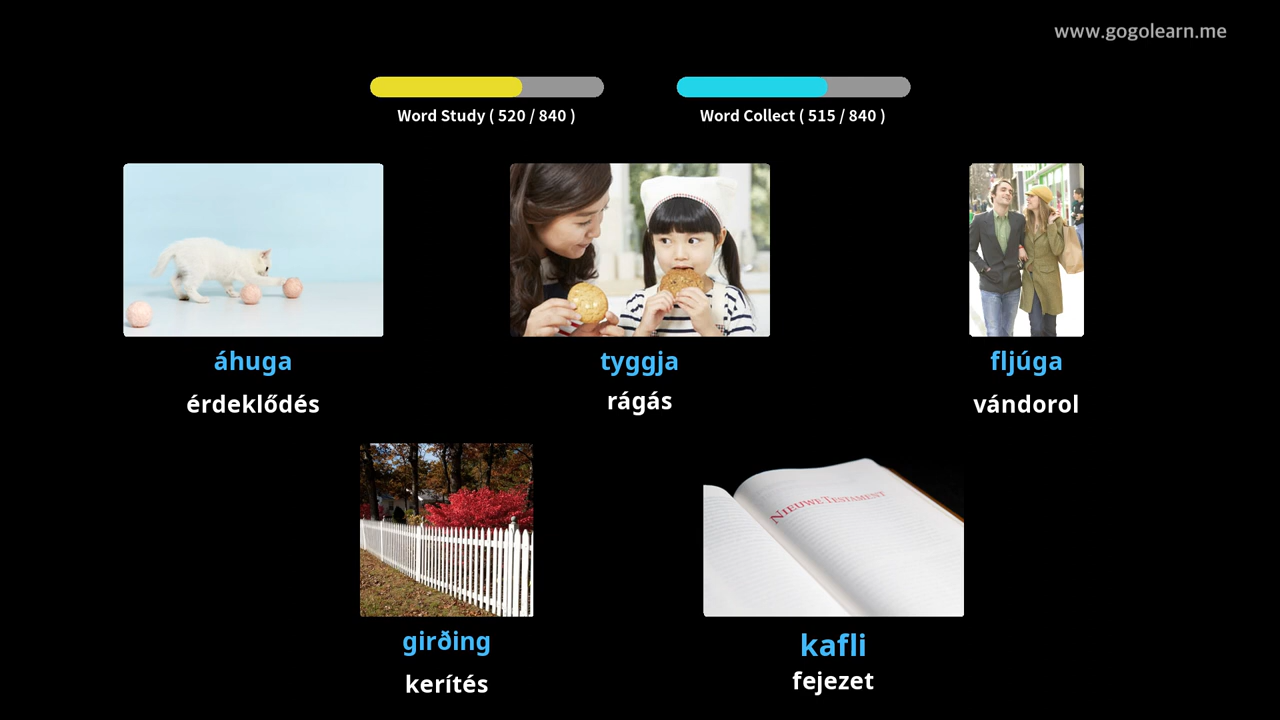 www.gogolearn.me
Word Study ( 520 / 840 )
Word Collect ( 515 / 840 )
áhuga
érdeklődés
tyggja
rágás
fljúga
vándorol
girðing
kerítés
NIEUWE TESTAMENT
kafli
fejezet